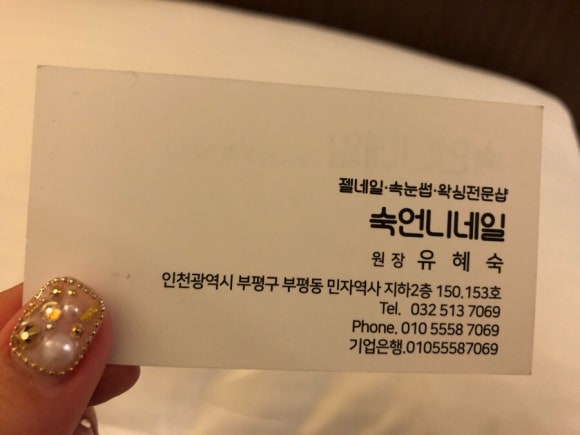 젤네일·속눈썹·왁싱전문샵
숙언니네일
원장 유혜숙
인천광역시 부평구 부평동 민자역사 지하2층 150.153호
Tel. 032 513 7069
Phone. 010 5558 7069
기업은행.01055587069